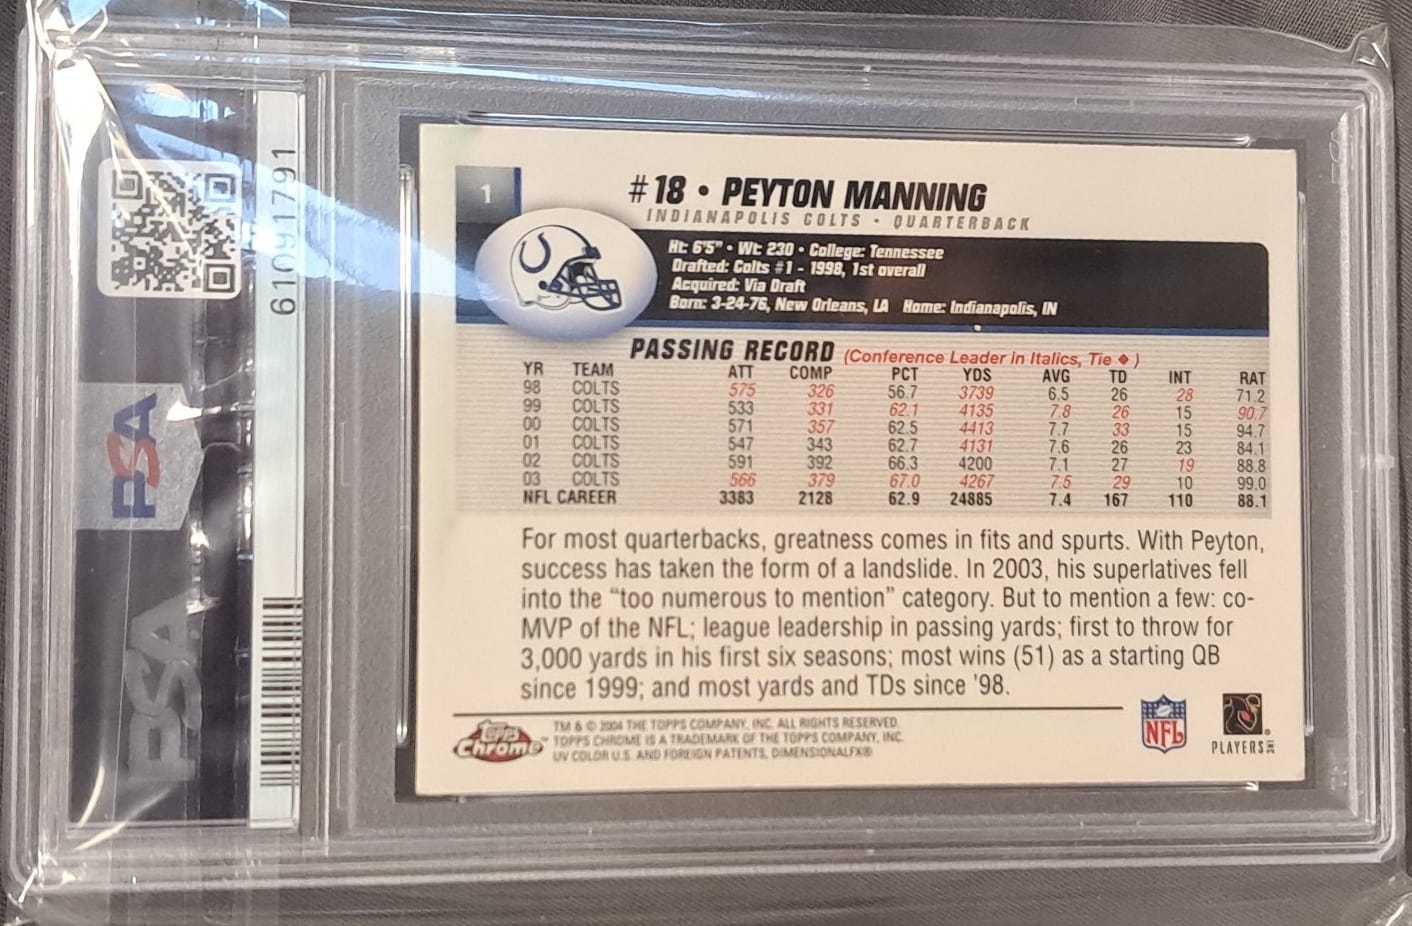 PSA
61091791
PSA
1
#18 • PEYTON MANNING
INDIANAPOLIS COLTS • QUARTERBACK
Ht: 6'5" • Wt: 230 • College: Tennessee
Drafted: Colts #1 - 1998, 1st overall
Acquired: Via Draft
Born: 3-24-76, New Orleans, LA Home: Indianapolis, IN
PASSING RECORD (Conference Leader in Italics, Tie ♦)
YR TEAM ATT COMP PCT YDS AVG TD INT RAT
98 COLTS 575 326 56.7 3739 6.5 26 28 71.2
99 COLTS 533 331 62.1 4135 7.8 26 15 90.7
00 COLTS 571 357 62.5 4413 7.7 33 15 94.7
01 COLTS 547 343 62.7 4131 7.6 26 23 84.1
02 COLTS 591 392 66.3 4200 7.1 27 19 88.8
03 COLTS 566 379 67.0 4267 7.5 29 10 99.0
NFL CAREER 3383 2128 62.9 24885 7.4 167 110 88.1
For most quarterbacks, greatness comes in fits and spurts. With Peyton,
success has taken the form of a landslide. In 2003, his superlatives fell
into the "too numerous to mention" category. But to mention a few: co-
MVP of the NFL; league leadership in passing yards; first to throw for
3,000 yards in his first six seasons; most wins (51) as a starting QB
since 1999; and most yards and TDs since '98.
Topps Chrome™
TM & © 2004 THE TOPPS COMPANY, INC. ALL RIGHTS RESERVED.
TOPPS CHROME IS A TRADEMARK OF THE TOPPS COMPANY, INC.
UV COLOR U.S. AND FOREIGN PATENTS, DIMENSIONALFX®
NFL
PLAYERS INC